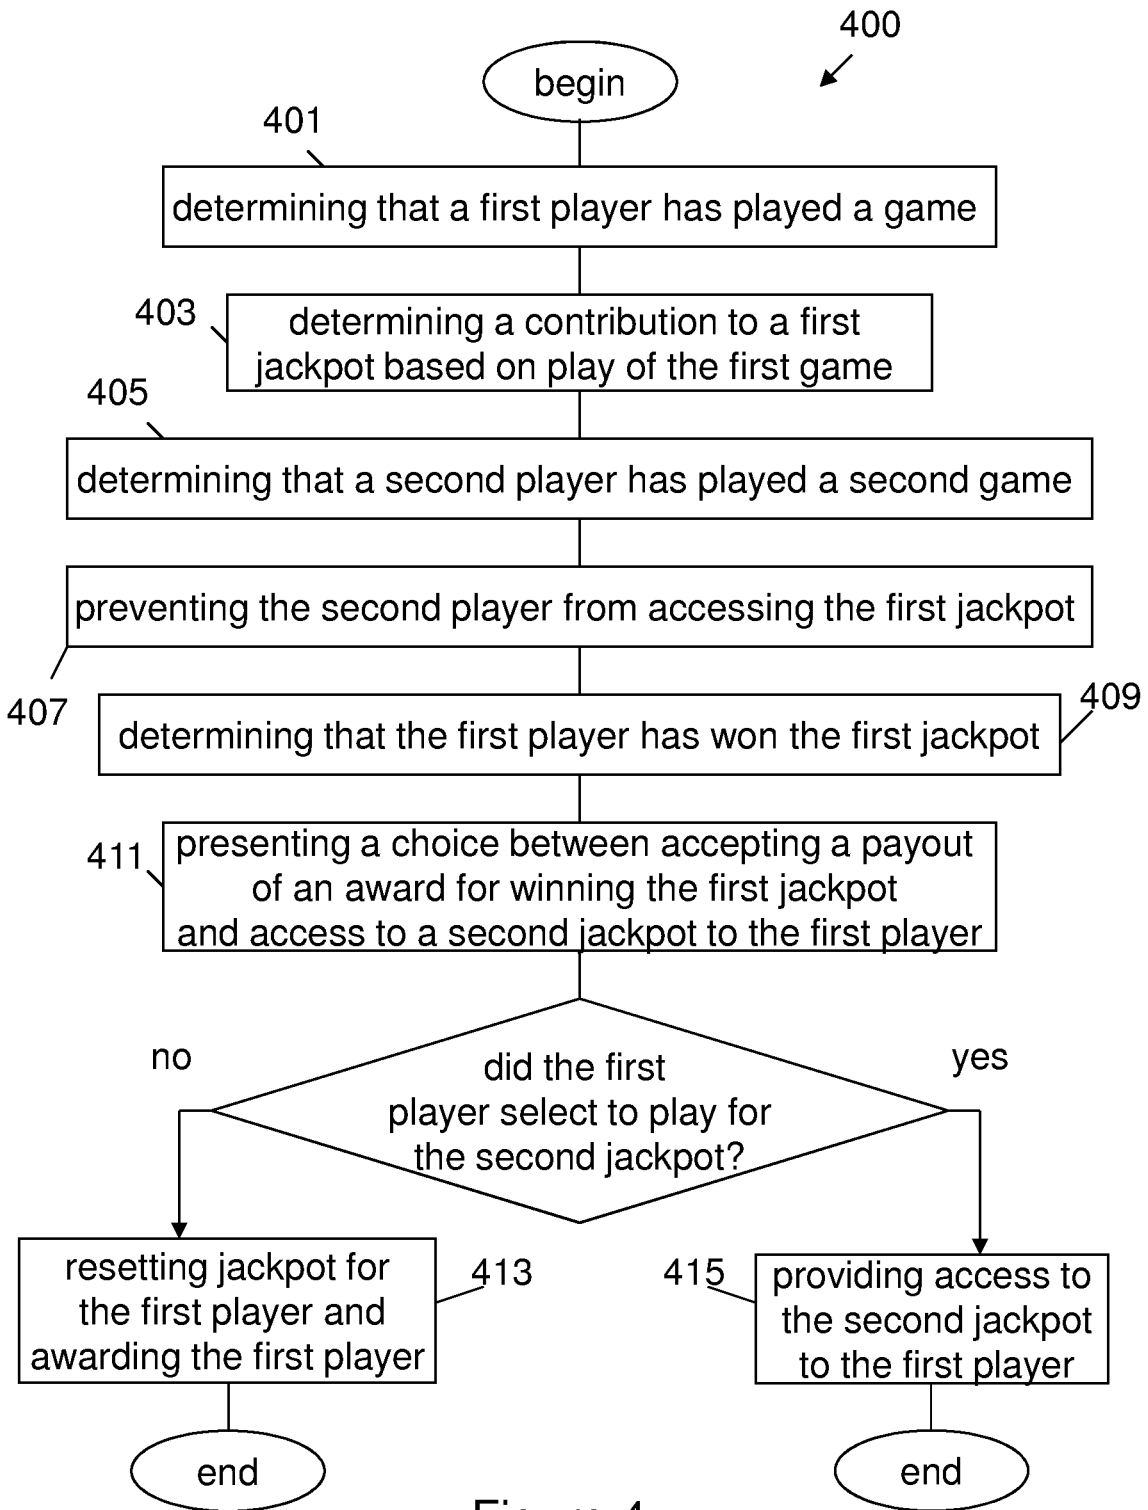 400
begin
401
determining that a first player has played a game
403
determining a contribution to a first
jackpot based on play of the first game
405
determining that a second player has played a second game
preventing the second player from accessing the first jackpot
407
409
determining that the first player has won the first jackpot
411
presenting a choice between accepting a payout
of an award for winning the first jackpot
and access to a second jackpot to the first player
no
yes
did the first
player select to play for
the second jackpot?
resetting jackpot for
the first player and
awarding the first player
413
415
providing access to
the second jackpot
to the first player
end
end
Figure 4